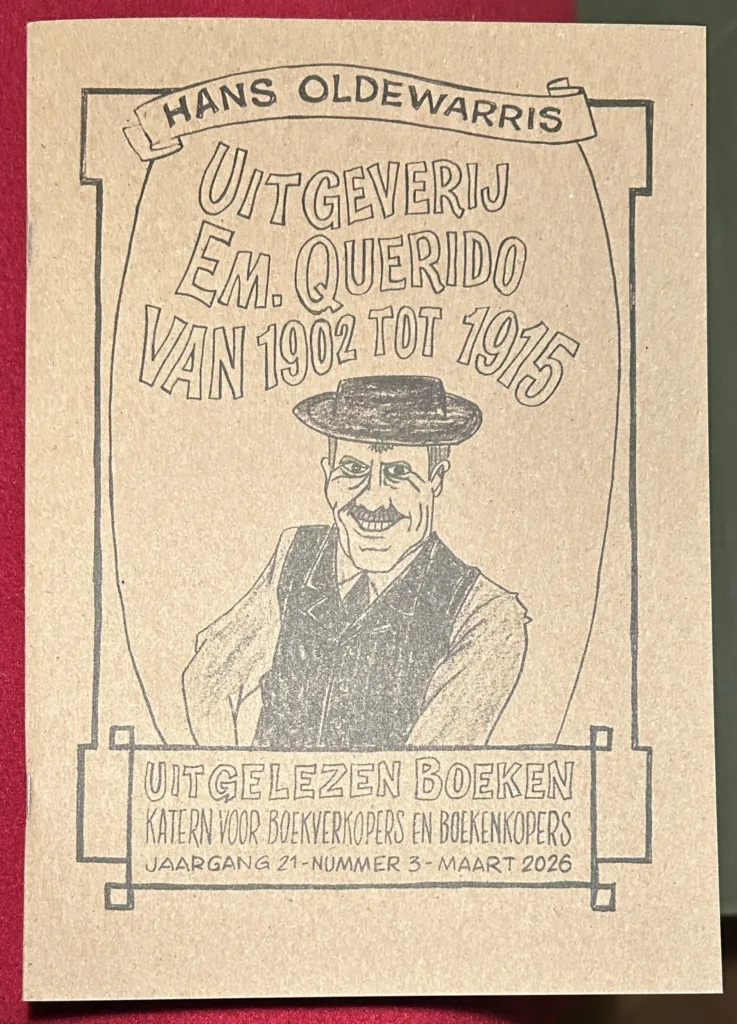 HANS OLDEWARRIS
UITGEVERIJ
EM. QUERIDO
VAN 1902 TOT 1915
UITGELEZEN BOEKEN
KATERN VOOR BOEKVERKOPERS EN BOEKENKOPERS
JAARGANG 21-NUMMER 3-MAART 2026